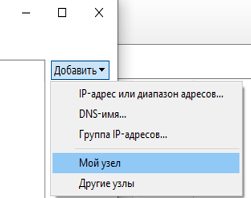 Добавить
IP-адрес или диапазон адресов...
DNS-имя...
Группа IP-адресов...
Мой узел
Другие узлы